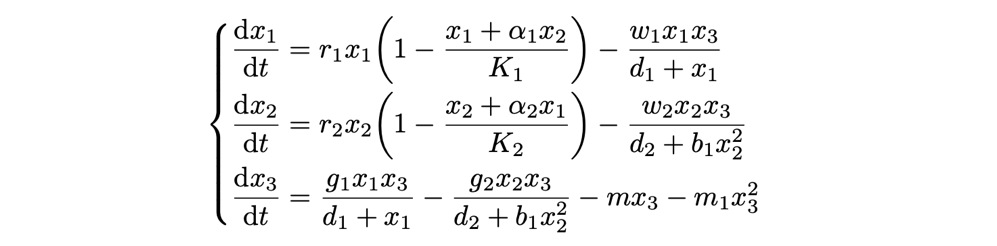 dx₁/dt = r₁x₁(1 − (x₁ + α₁x₂)/K₁) − w₁x₁x₃/(d₁ + x₁)
dx₂/dt = r₂x₂(1 − (x₂ + α₂x₁)/K₂) − w₂x₂x₃/(d₂ + b₁x₂²)
dx₃/dt = g₁x₁x₃/(d₁ + x₁) − g₂x₂x₃/(d₂ + b₁x₂²) − mx₃ − m₁x₃²